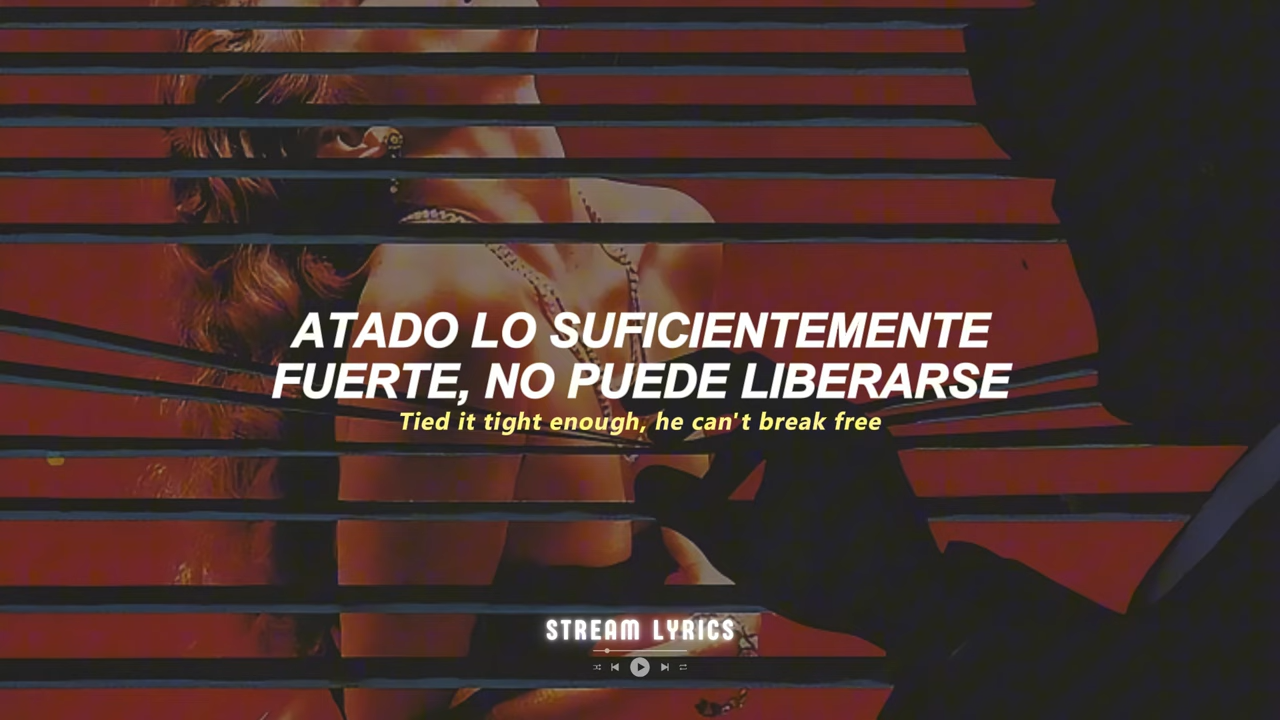 ATADO LO SUFICIENTEMENTE
FUERTE, NO PUEDE LIBERARSE
Tied it tight enough, he can't break free
STREAM LYRICS